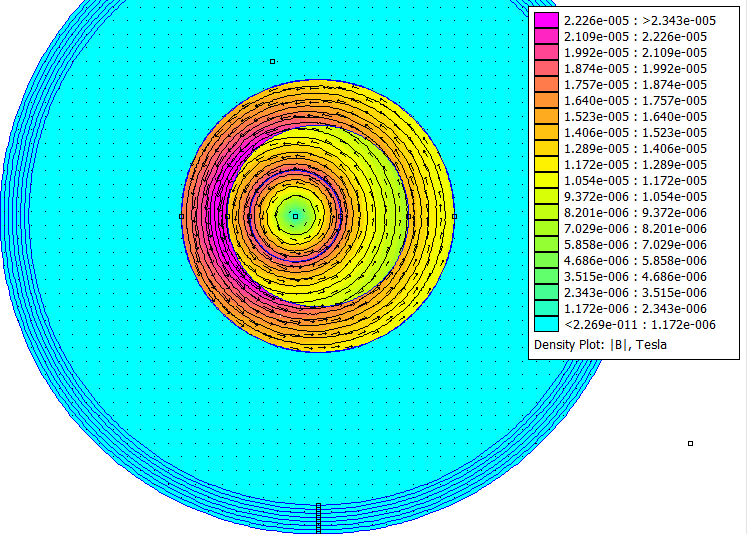 2.226e-005 : >2.343e-005
2.109e-005 : 2.226e-005
1.992e-005 : 2.109e-005
1.874e-005 : 1.992e-005
1.757e-005 : 1.874e-005
1.640e-005 : 1.757e-005
1.523e-005 : 1.640e-005
1.406e-005 : 1.523e-005
1.289e-005 : 1.406e-005
1.172e-005 : 1.289e-005
1.054e-005 : 1.172e-005
9.372e-006 : 1.054e-005
8.201e-006 : 9.372e-006
7.029e-006 : 8.201e-006
5.858e-006 : 7.029e-006
4.686e-006 : 5.858e-006
3.515e-006 : 4.686e-006
2.343e-006 : 3.515e-006
1.172e-006 : 2.343e-006
<2.269e-011 : 1.172e-006
Density Plot: |B|, Tesla